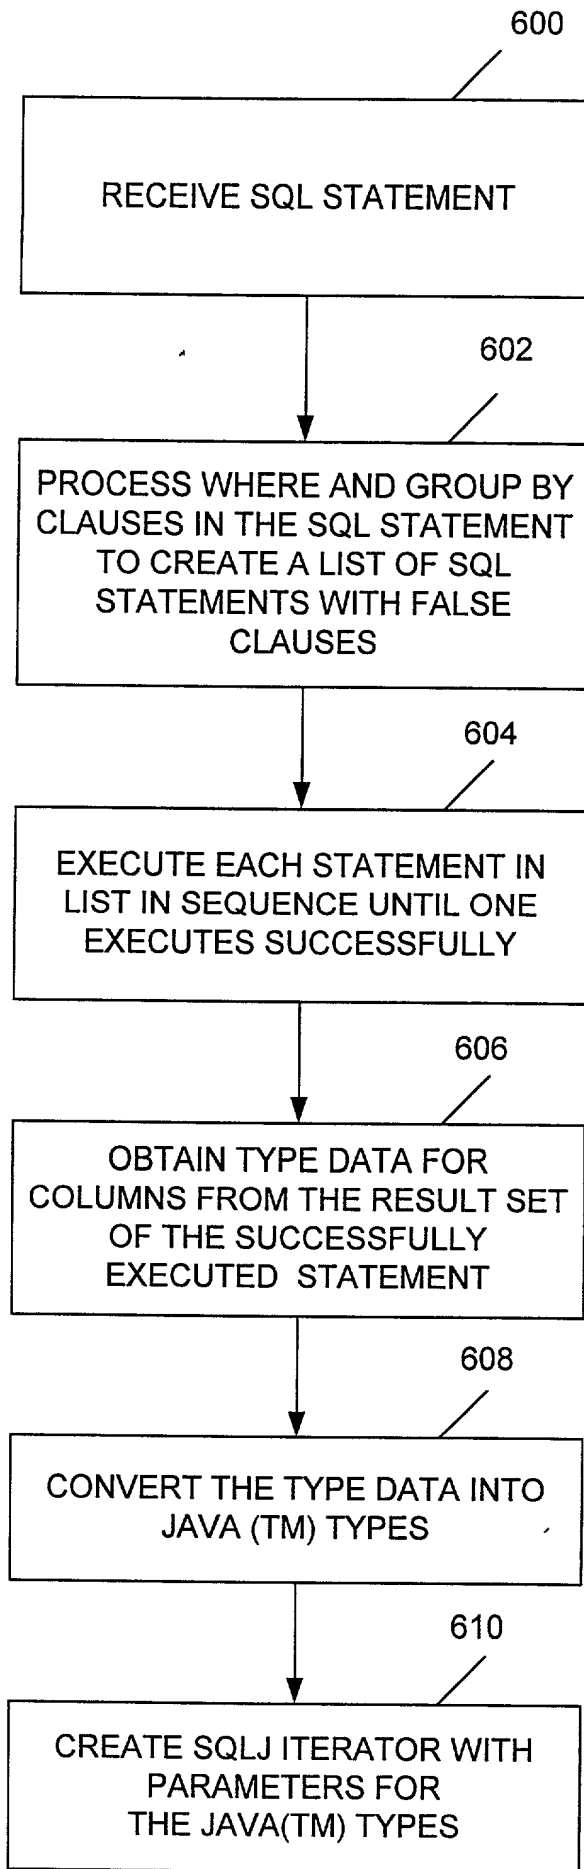 600
RECEIVE SQL STATEMENT
602
PROCESS WHERE AND GROUP BY
CLAUSES IN THE SQL STATEMENT
TO CREATE A LIST OF SQL
STATEMENTS WITH FALSE
CLAUSES
604
EXECUTE EACH STATEMENT IN
LIST IN SEQUENCE UNTIL ONE
EXECUTES SUCCESSFULLY
606
OBTAIN TYPE DATA FOR
COLUMNS FROM THE RESULT SET
OF THE SUCCESSFULLY
EXECUTED STATEMENT
608
CONVERT THE TYPE DATA INTO
JAVA (TM) TYPES
610
CREATE SQLJ ITERATOR WITH
PARAMETERS FOR
THE JAVA(TM) TYPES